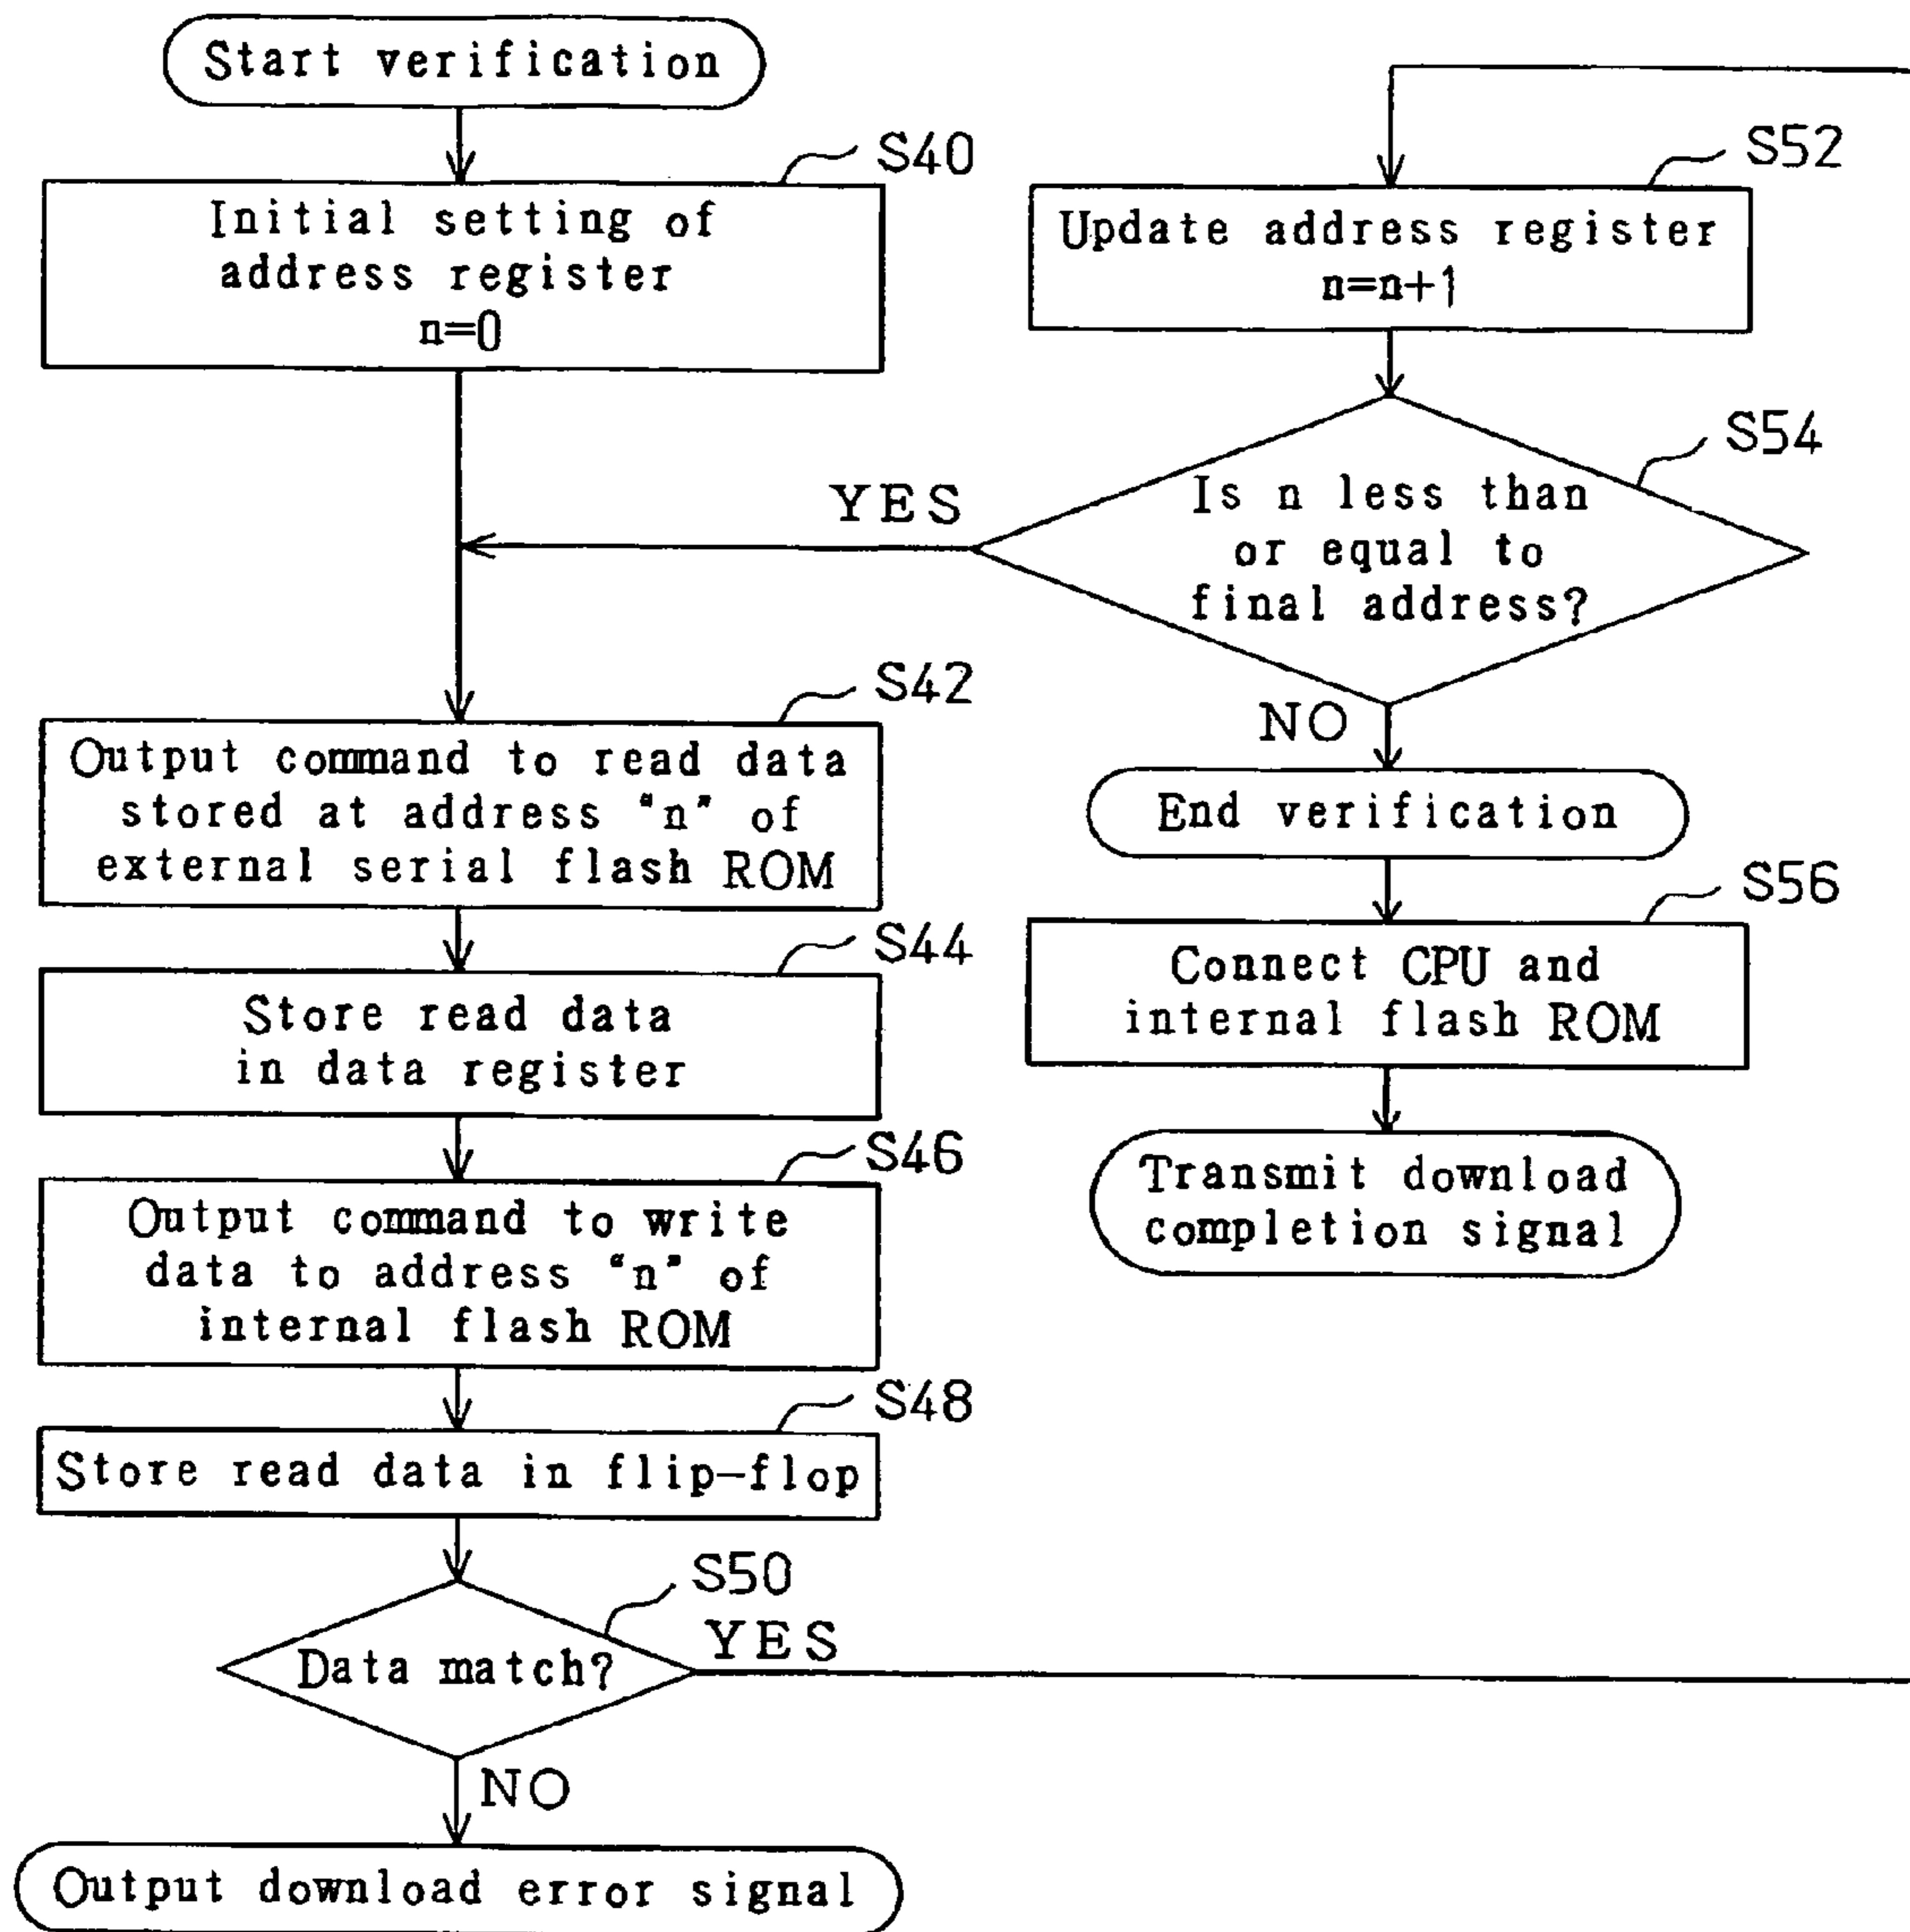 Start verification
S40
Initial setting of
address register
n=0
S42
Output command to read data
stored at address "n" of
external serial flash ROM
S44
Store read data
in data register
S46
Output command to write
data to address "n" of
internal flash ROM
S48
Store read data in flip-flop
S50
Data match?
YES
NO
Output download error signal
S52
Update address register
n=n+1
S54
Is n less than
or equal to
final address?
YES
NO
End verification
S56
Connect CPU and
internal flash ROM
Transmit download
completion signal